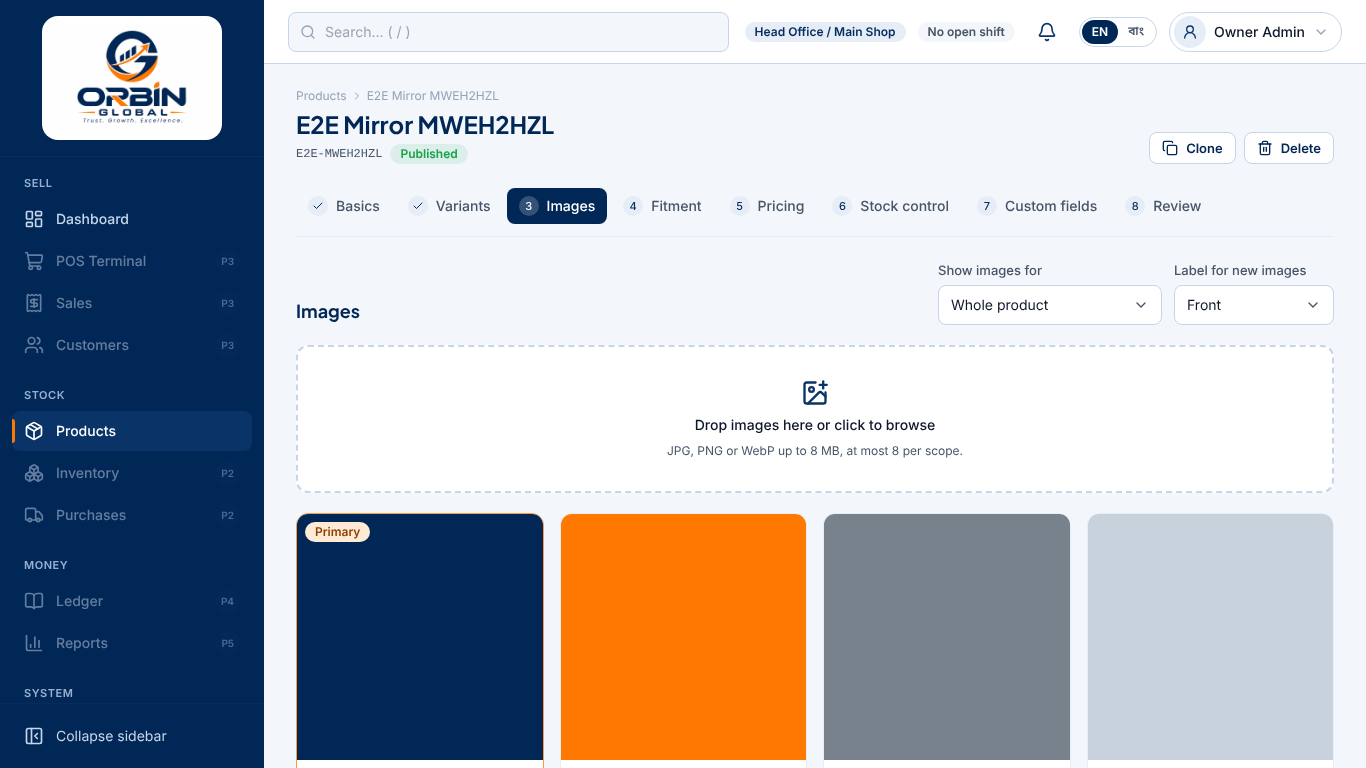 ORBIN
GLOBAL
Trust. Growth. Excellence.
Search... ( / )
Head Office / Main Shop
No open shift
EN
বাং
Owner Admin
SELL
Dashboard
POS Terminal P3
Sales P3
Customers P3
STOCK
Products
Inventory P2
Purchases P2
MONEY
Ledger P4
Reports P5
SYSTEM
Collapse sidebar
Products > E2E Mirror MWEH2HZL
E2E Mirror MWEH2HZL
E2E-MWEH2HZL Published
Clone
Delete
Basics
Variants
3 Images
4 Fitment
5 Pricing
6 Stock control
7 Custom fields
8 Review
Images
Show images for
Whole product
Label for new images
Front
Drop images here or click to browse
JPG, PNG or WebP up to 8 MB, at most 8 per scope.
Primary